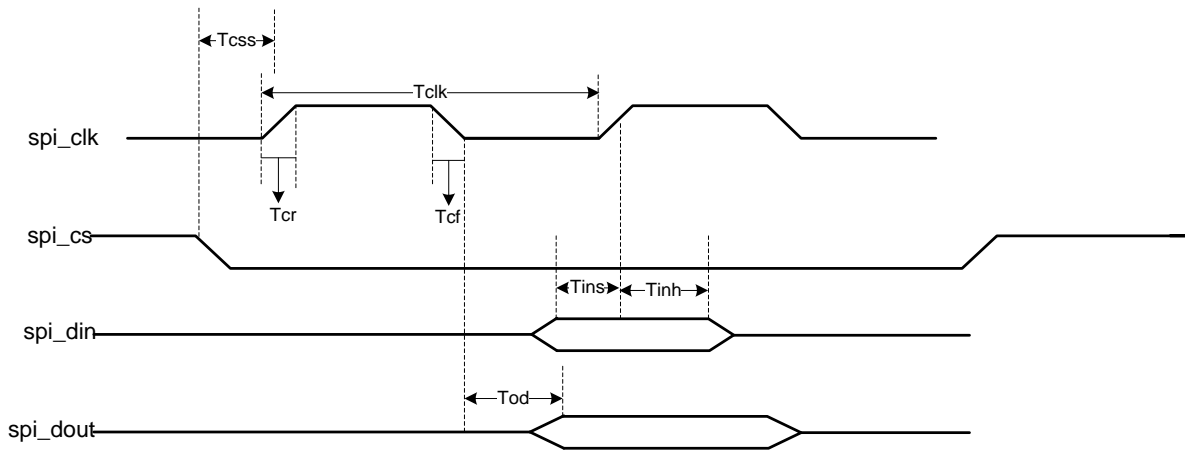 Tcss
Tclk
spi_clk
Tcr
Tcf
spi_cs
Tins
Tinh
spi_din
Tod
spi_dout